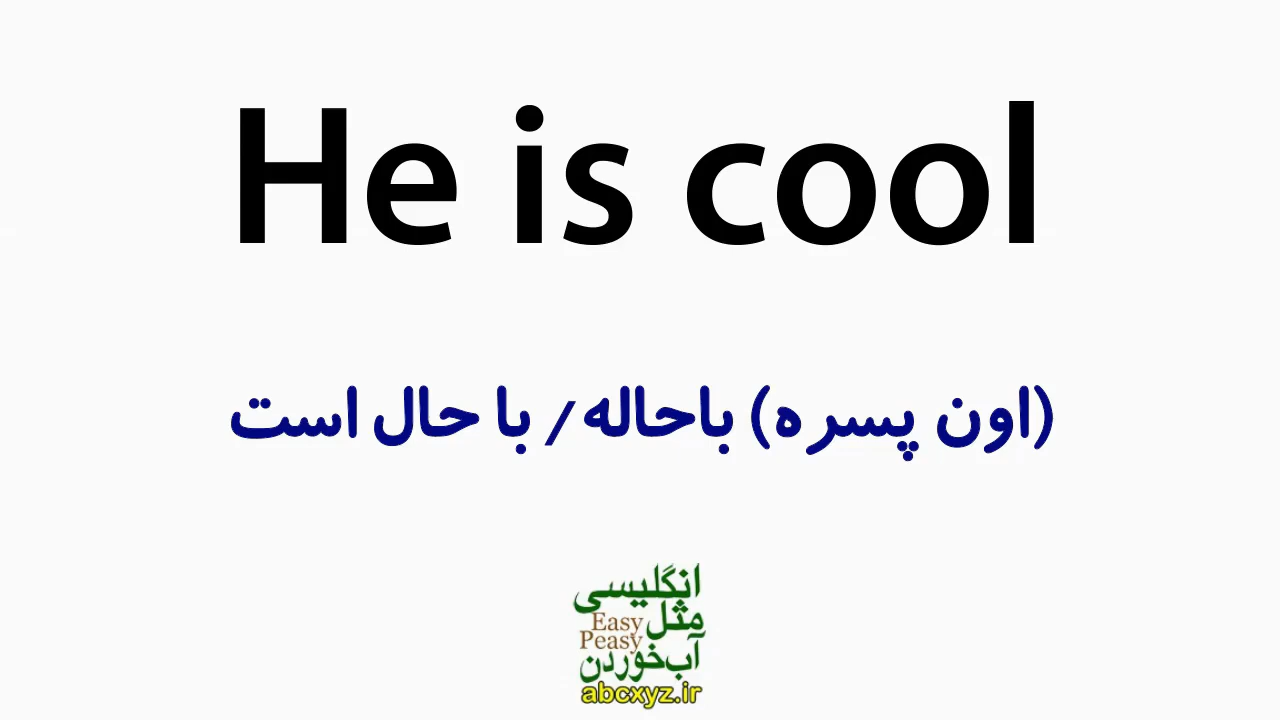 He is cool
(اون پسره) باحاله/ با حال است
انگلیسی
مثل
Easy
Peasy
آب‌خوردن
abcxyz.ir